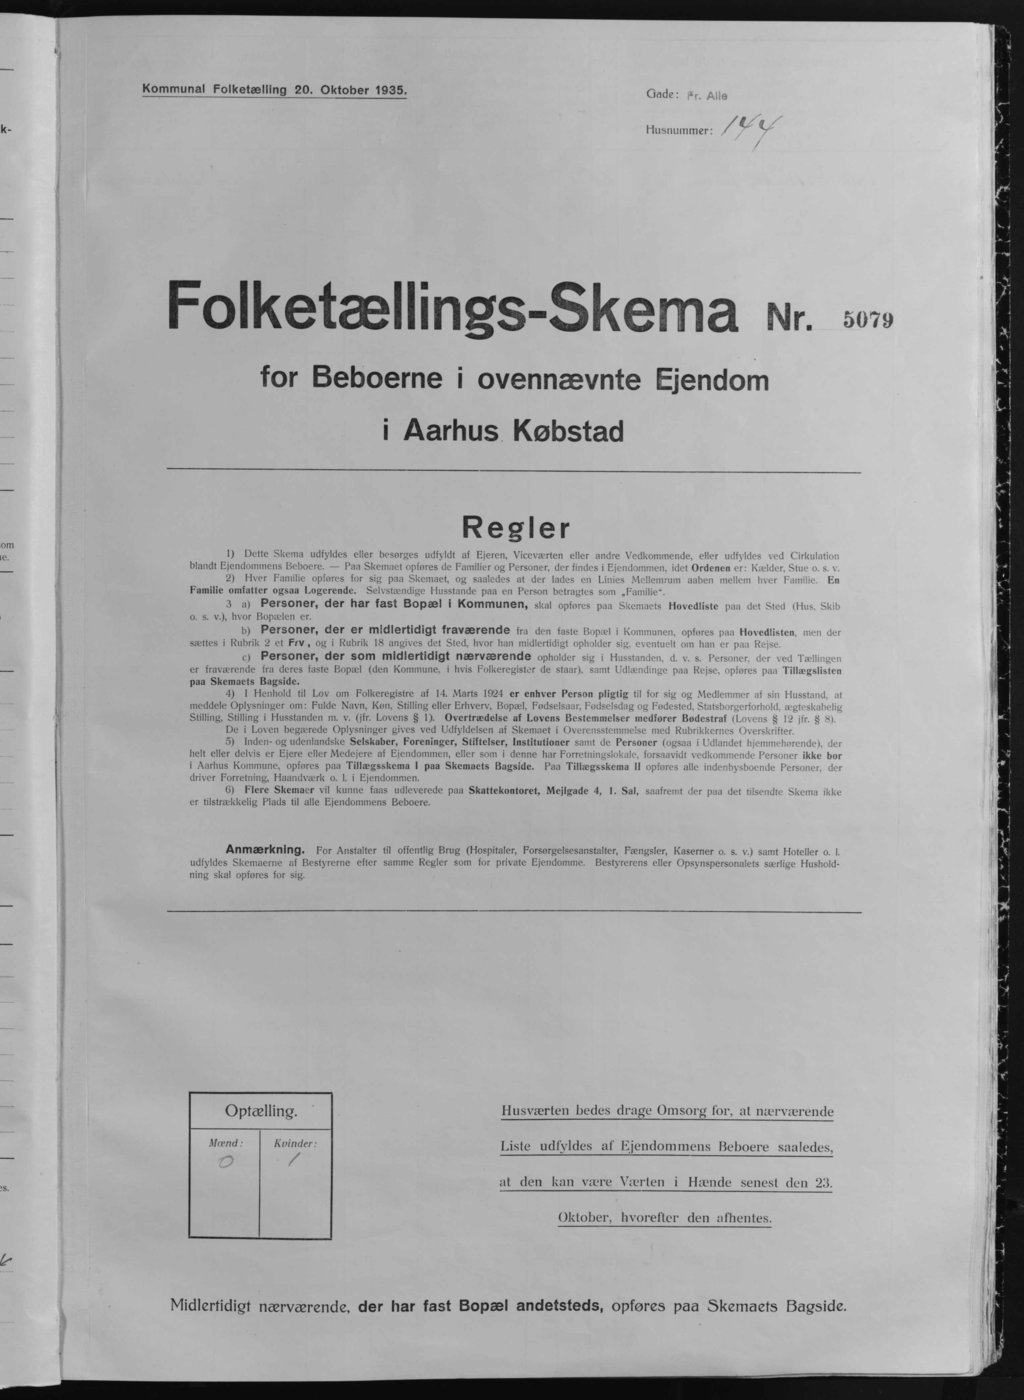 Kommunal Folketælling 20. Oktober 1935.
Gade: Fr. Alle
Husnummer: 144
Folketællings-Skema Nr. 5079
for Beboerne i ovennævnte Ejendom
i Aarhus Købstad
Regler
1) Dette Skema udfyldes eller besørges udfyldt af Ejeren, Viceværten eller andre Vedkommende, eller udfyldes ved Cirkulation
blandt Ejendommens Beboere. — Paa Skemaet opføres de Familier og Personer, der findes i Ejendommen, idet Ordenen er: Kælder, Stue o. s. v.
2) Hver Familie opføres for sig paa Skemaet, og saaledes at der lades en Linies Mellemrum aaben mellem hver Familie. En
Familie omfatter ogsaa Logerende. Selvstændige Husstande paa en Person betragtes som „Familie“.
3 a) Personer, der har fast Bopæl i Kommunen, skal opføres paa Skemaets Hovedliste paa det Sted (Hus, Skib
o. s. v.), hvor Bopælen er.
b) Personer, der er midlertidigt fraværende fra den faste Bopæl i Kommunen, opføres paa Hovedlisten, men der
sættes i Rubrik 2 et Frv, og i Rubrik 18 angives det Sted, hvor han midlertidigt opholder sig, eventuelt om han er paa Rejse.
c) Personer, der som midlertidigt nærværende opholder sig i Husstanden, d. v. s. Personer, der ved Tællingen
er fraværende fra deres faste Bopæl (den Kommune, i hvis Folkeregister de staar), samt Udlændinge paa Rejse, opføres paa Tillægslisten
paa Skemaets Bagside.
4) I Henhold til Lov om Folkeregistre af 14. Marts 1924 er enhver Person pligtig til for sig og Medlemmer af sin Husstand, at
meddele Oplysninger om: Fulde Navn, Køn, Stilling eller Erhverv, Bopæl, Fødselsaar, Fødselsdag og Fødested, Statsborgerforhold, ægteskabelig
Stilling, Stilling i Husstanden m. v. (jfr. Lovens § 1). Overtrædelse af Lovens Bestemmelser medfører Bødestraf (Lovens § 12 jfr. § 8).
De i Loven begærede Oplysninger gives ved Udfyldelsen af Skemaet i Overensstemmelse med Rubrikkernes Overskrifter.
5) Inden- og udenlandske Selskaber, Foreninger, Stiftelser, Institutioner samt de Personer (ogsaa i Udlandet hjemmehørende), der
helt eller delvis er Ejere eller Medejere af Ejendommen, eller som i denne har Forretningslokale, forsaavidt vedkommende Personer ikke bor
i Aarhus Kommune, opføres paa Tillægsskema I paa Skemaets Bagside. Paa Tillægsskema II opføres alle indenbysboende Personer, der
driver Forretning, Haandværk o. l. i Ejendommen.
6) Flere Skemaer vil kunne faas udleverede paa Skattekontoret, Mejlgade 4, 1. Sal, saafremt der paa det tilsendte Skema ikke
er tilstrækkelig Plads til alle Ejendommens Beboere.
Anmærkning. For Anstalter til offentlig Brug (Hospitaler, Forsørgelsesanstalter, Fængsler, Kaserner o. s. v.) samt Hoteller o. l.
udfyldes Skemaerne af Bestyrerne efter samme Regler som for private Ejendomme. Bestyrerens eller Opsynspersonalets særlige Hushold-
ning skal opføres for sig.
Optælling.
Mænd: Kvinder:
0 1
Husværten bedes drage Omsorg for, at nærværende
Liste udfyldes af Ejendommens Beboere saaledes,
at den kan være Værten i Hænde senest den 23.
Oktober, hvorefter den afhentes.
Midlertidigt nærværende, der har fast Bopæl andetsteds, opføres paa Skemaets Bagside.